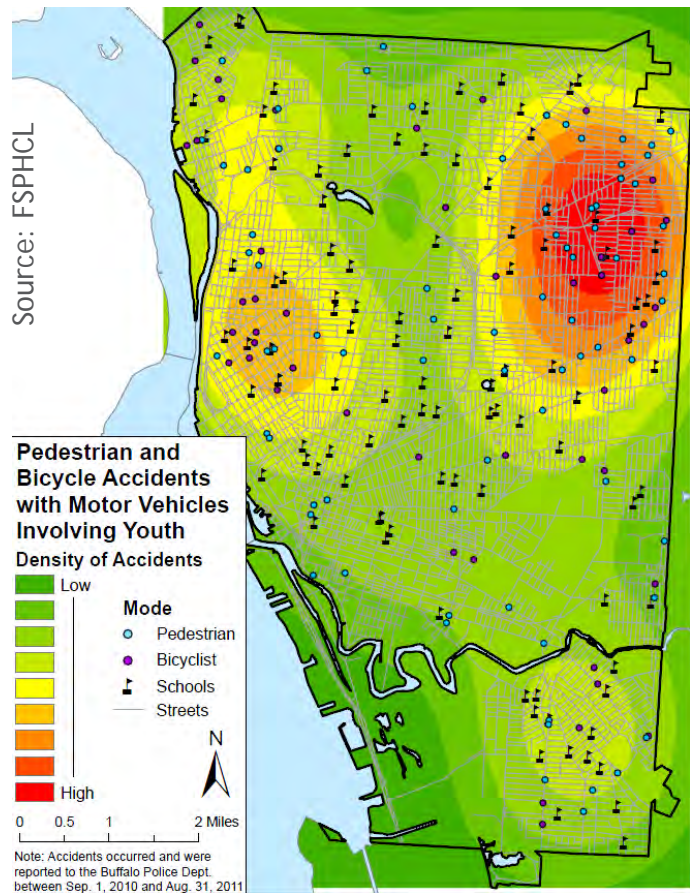 Source: FSPHCL
Pedestrian and
Bicycle Accidents
with Motor Vehicles
Involving Youth
Density of Accidents
Low
High
Mode
Pedestrian
Bicyclist
Schools
Streets
N
0 0.5 1 2 Miles
Note: Accidents occurred and were
reported to the Buffalo Police Dept.
between Sep. 1, 2010 and Aug. 31, 2011